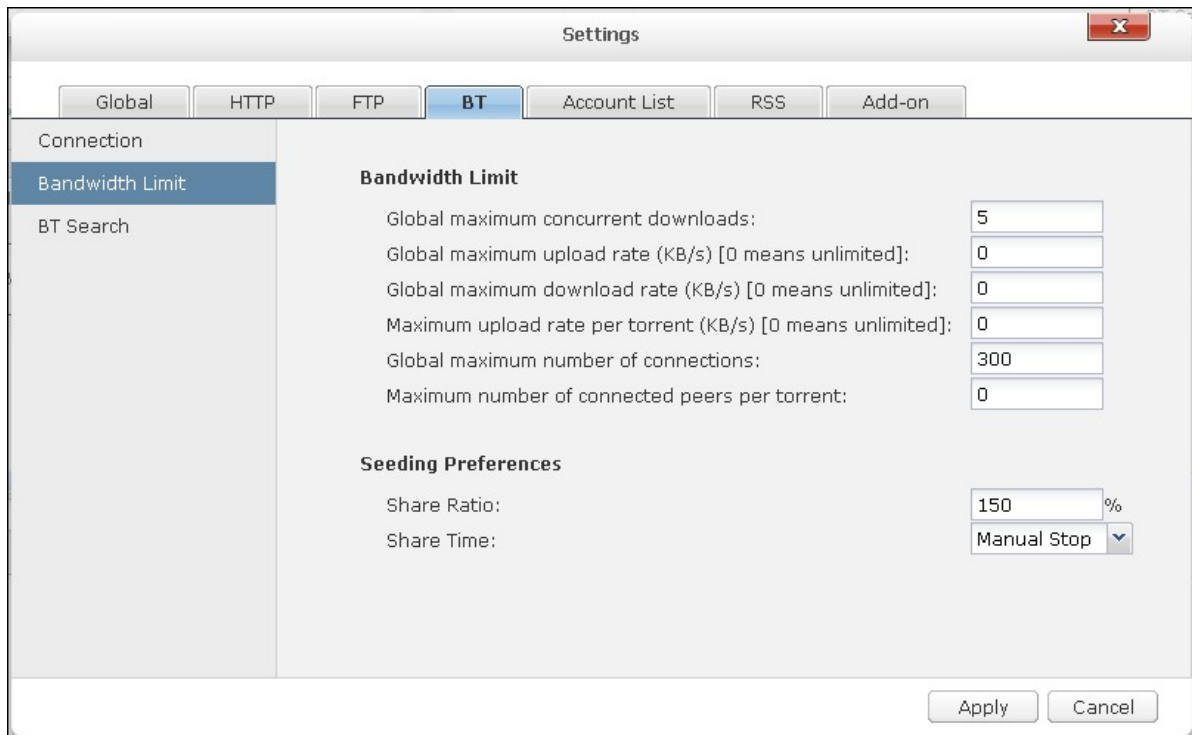 Settings
Global HTTP FTP BT Account List RSS Add-on
Connection
Bandwidth Limit
BT Search
Bandwidth Limit
Global maximum concurrent downloads: 5
Global maximum upload rate (KB/s) [0 means unlimited]: 0
Global maximum download rate (KB/s) [0 means unlimited]: 0
Maximum upload rate per torrent (KB/s) [0 means unlimited]: 0
Global maximum number of connections: 300
Maximum number of connected peers per torrent: 0
Seeding Preferences
Share Ratio: 150 %
Share Time: Manual Stop
Apply Cancel